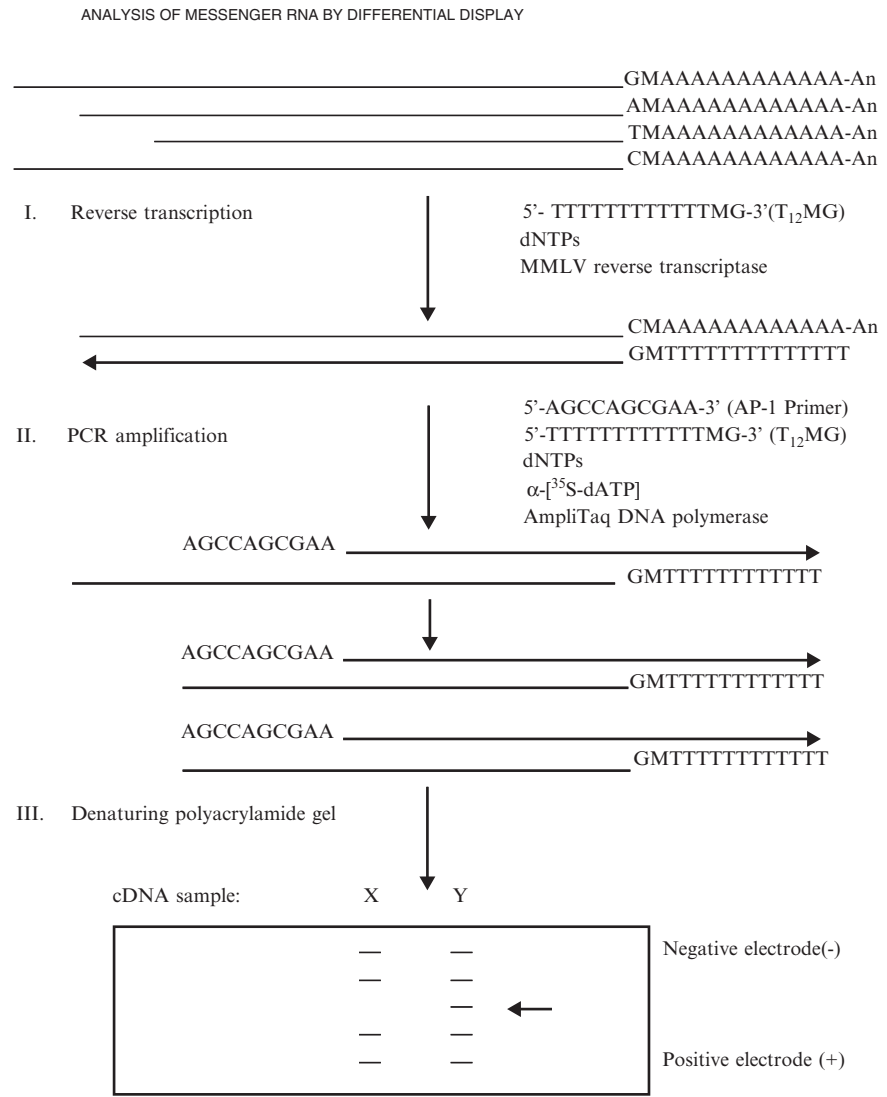 ANALYSIS OF MESSENGER RNA BY DIFFERENTIAL DISPLAY
GMAAAAAAAAAAAA-An
AMAAAAAAAAAAAA-An
TMAAAAAAAAAAAA-An
CMAAAAAAAAAAAA-An
I. Reverse transcription
5'- TTTTTTTTTTTTMG-3'(T₁₂MG)
dNTPs
MMLV reverse transcriptase
CMAAAAAAAAAAAA-An
GMTTTTTTTTTTTTTT
II. PCR amplification
5'-AGCCAGCGAA-3' (AP-1 Primer)
5'-TTTTTTTTTTTTMG-3' (T₁₂MG)
dNTPs
α-[³⁵S-dATP]
AmpliTaq DNA polymerase
AGCCAGCGAA
GMTTTTTTTTTTTT
AGCCAGCGAA
GMTTTTTTTTTTTT
AGCCAGCGAA
GMTTTTTTTTTTTT
III. Denaturing polyacrylamide gel
cDNA sample: X Y
Negative electrode(-)
Positive electrode (+)